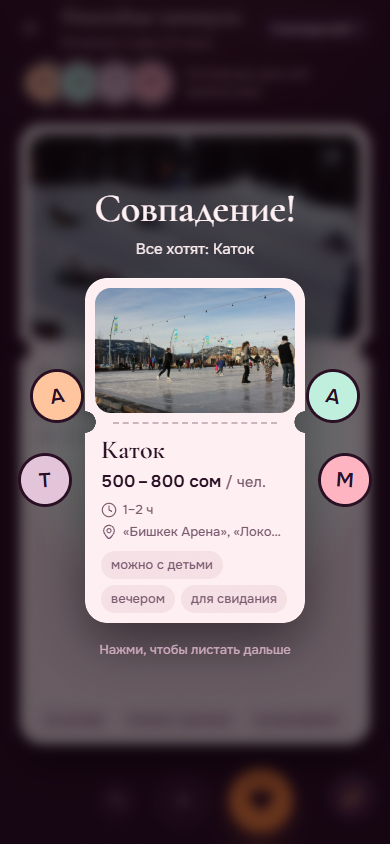 Совпадение!
Все хотят: Каток
А
А
Т
М
Каток
500–800 сом / чел.
1–2 ч
«Бишкек Арена», «Локо...
можно с детьми
вечером
для свидания
Нажми, чтобы листать дальше